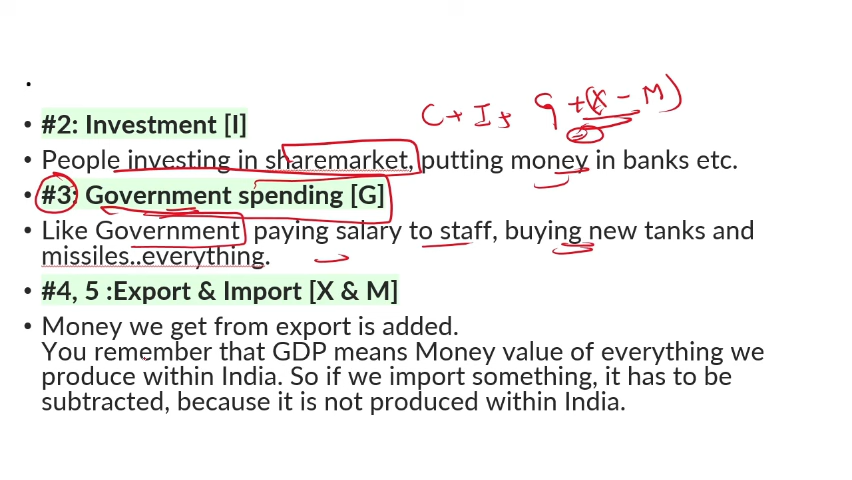 .
C + I + G + (X - M)
• #2: Investment [I]
• People investing in sharemarket, putting money in banks etc.
• #3: Government spending [G]
• Like Government paying salary to staff, buying new tanks and
missiles..everything.
• #4, 5 :Export & Import [X & M]
• Money we get from export is added.
You remember that GDP means Money value of everything we
produce within India. So if we import something, it has to be
subtracted, because it is not produced within India.